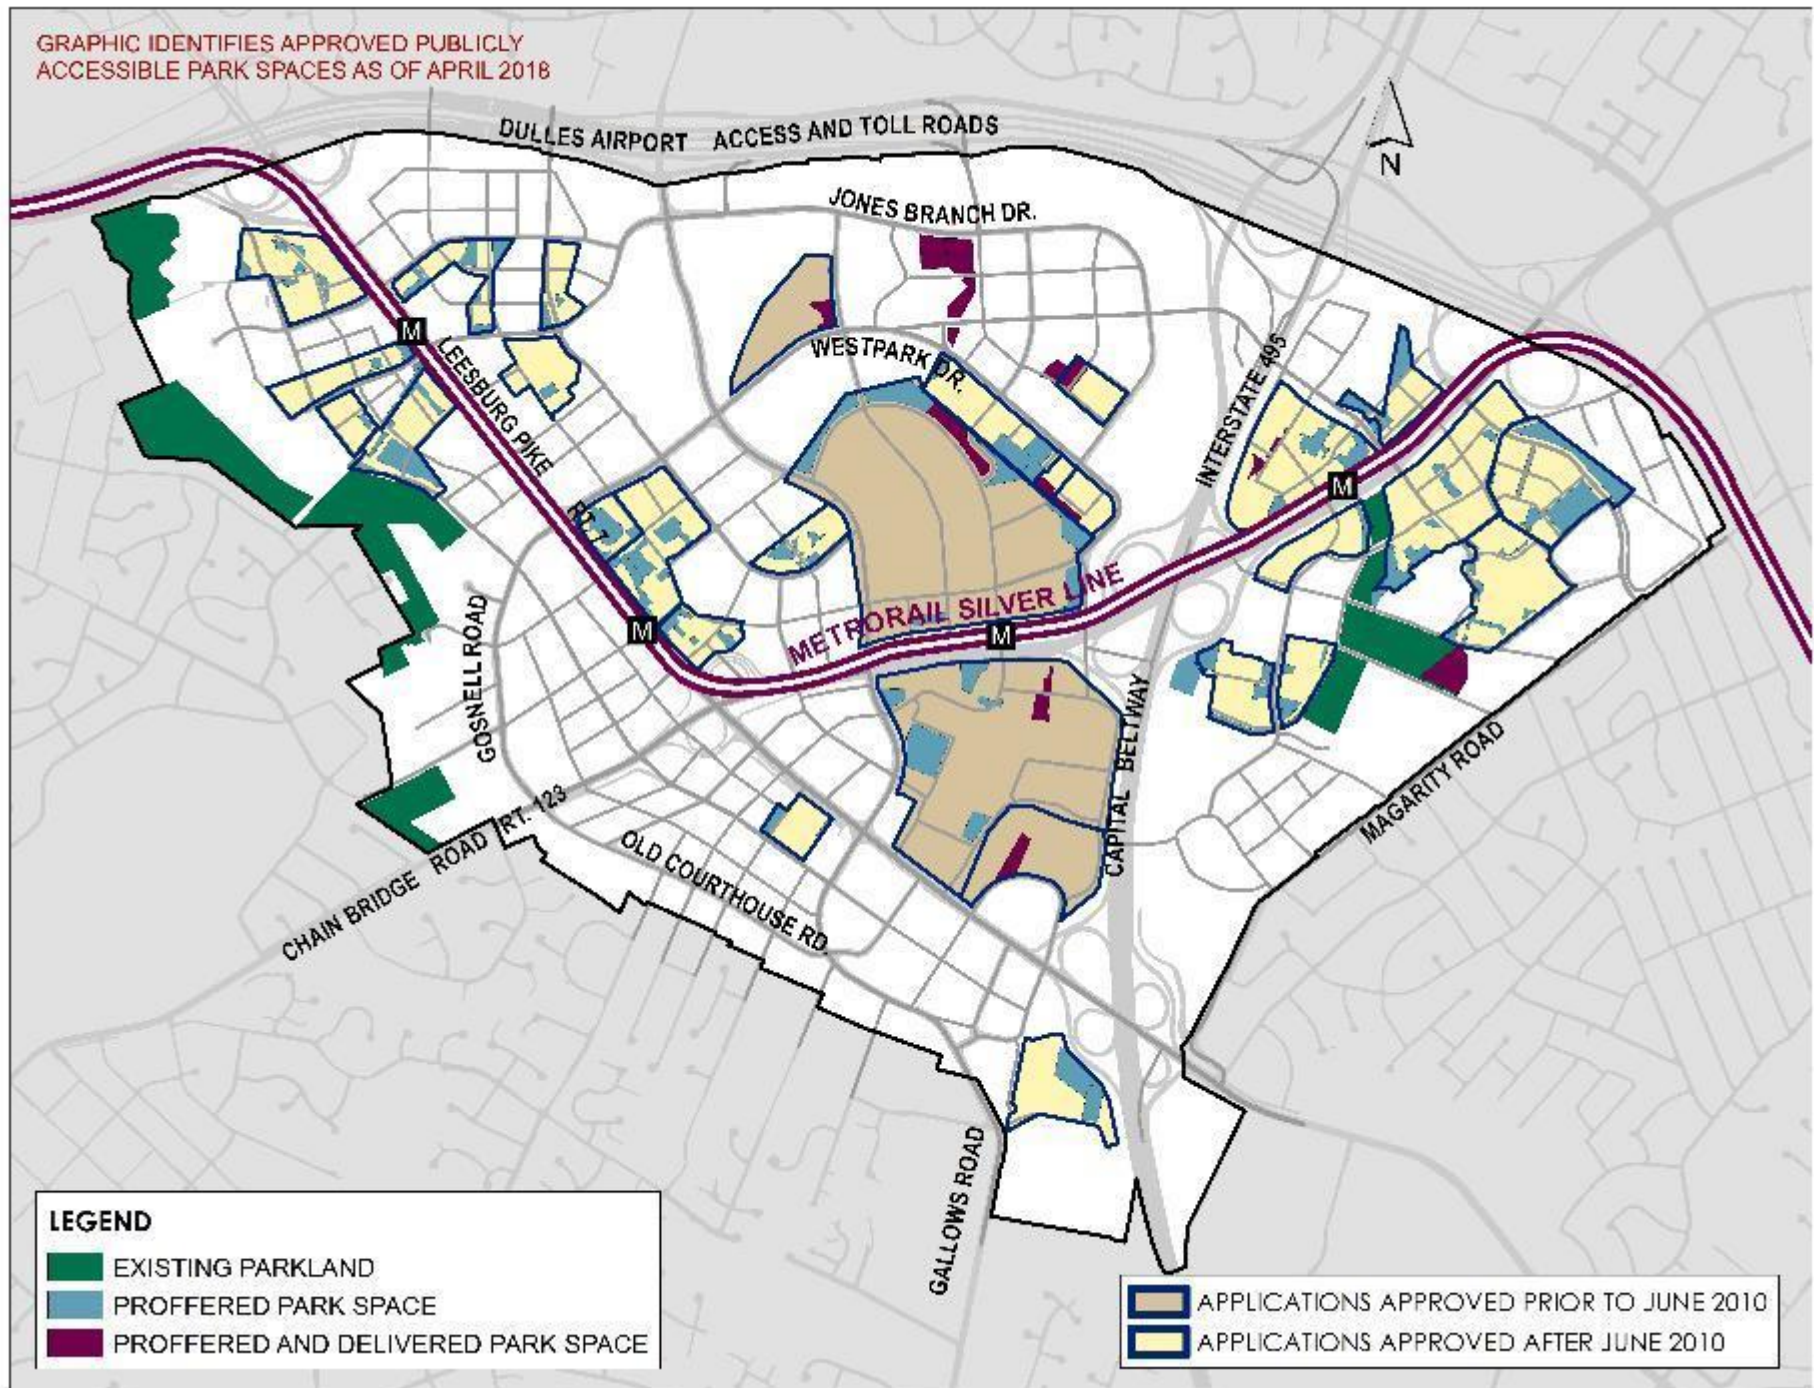 GRAPHIC IDENTIFIES APPROVED PUBLICLY
ACCESSIBLE PARK SPACES AS OF APRIL 2018
DULLES AIRPORT ACCESS AND TOLL ROADS
N
JONES BRANCH DR.
WESTPARK DR.
M
LEESBURG PIKE
RT. 7
INTERSTATE 495
M
METRORAIL SILVER LINE
M
M
GOSNELL ROAD
CAPITAL BELTWAY
MAGARITY ROAD
CHAIN BRIDGE ROAD RT. 123
OLD COURTHOUSE RD.
GALLOWS ROAD
LEGEND
EXISTING PARKLAND
PROFFERED PARK SPACE
PROFFERED AND DELIVERED PARK SPACE
APPLICATIONS APPROVED PRIOR TO JUNE 2010
APPLICATIONS APPROVED AFTER JUNE 2010